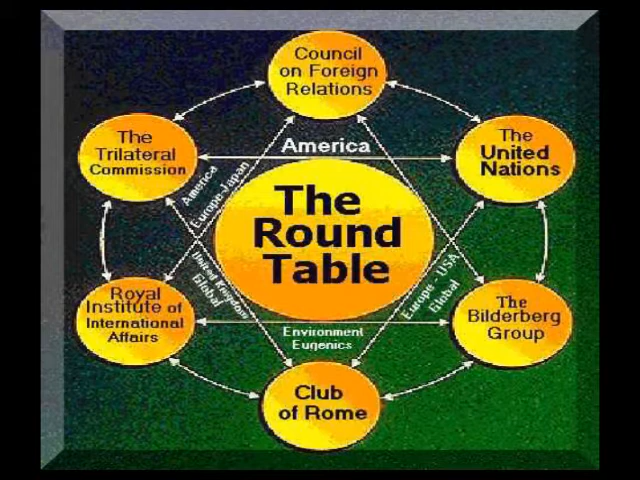 Council
on Foreign
Relations
The
Trilateral
Commission
America
The
United
Nations
America
Europe-Japan
The
Round
Table
United Kingdom
Global
Europe - USA
Global
Royal
Institute of
International
Affairs
Environment
Eugenics
The
Bilderberg
Group
Club
of Rome